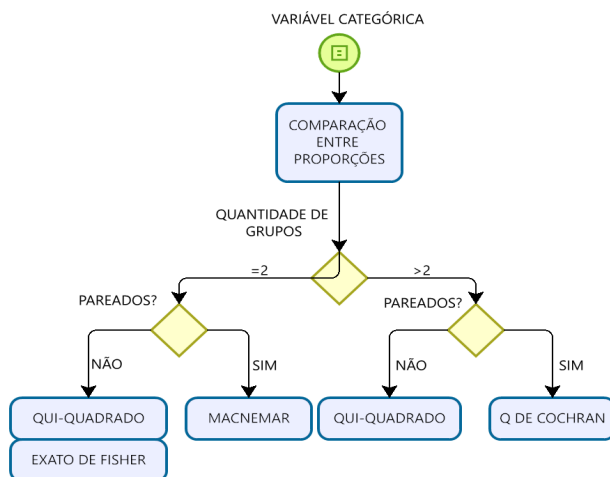 VARIÁVEL CATEGÓRICA
COMPARAÇÃO
ENTRE
PROPORÇÕES
QUANTIDADE DE
GRUPOS
=2
>2
PAREADOS?
PAREADOS?
NÃO
SIM
NÃO
SIM
QUI-QUADRADO
MACNEMAR
QUI-QUADRADO
Q DE COCHRAN
EXATO DE FISHER